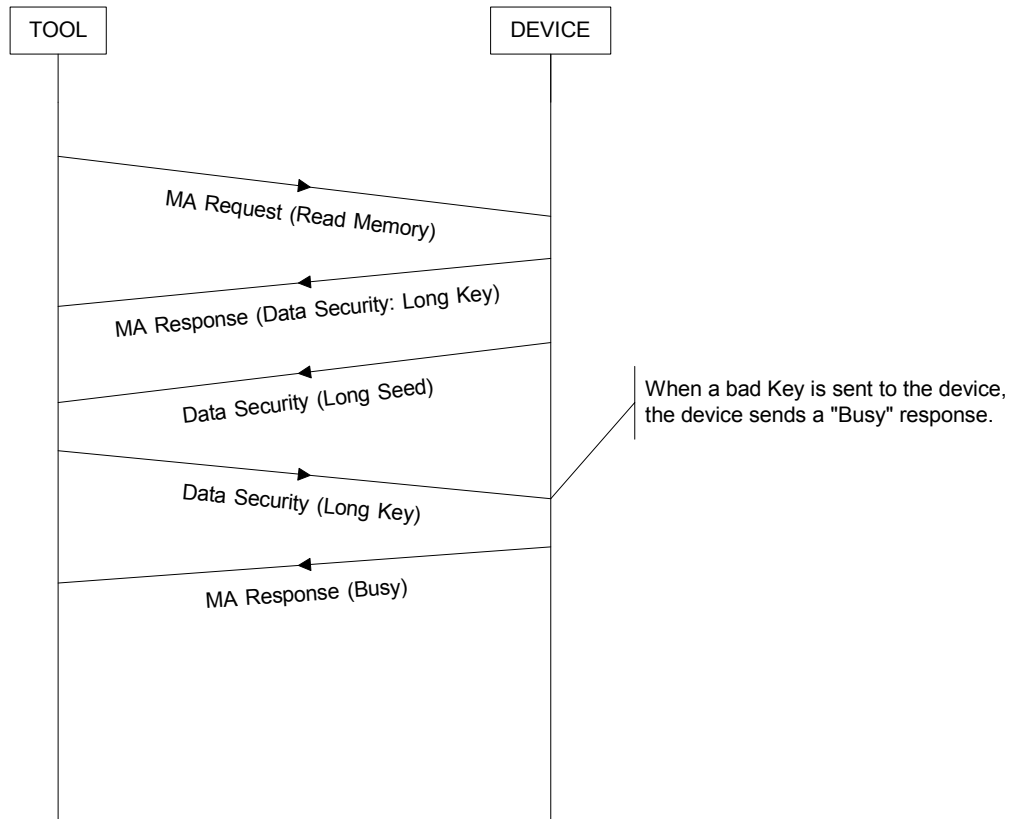 TOOL
DEVICE
MA Request (Read Memory)
MA Response (Data Security: Long Key)
Data Security (Long Seed)
When a bad Key is sent to the device,
the device sends a "Busy" response.
Data Security (Long Key)
MA Response (Busy)